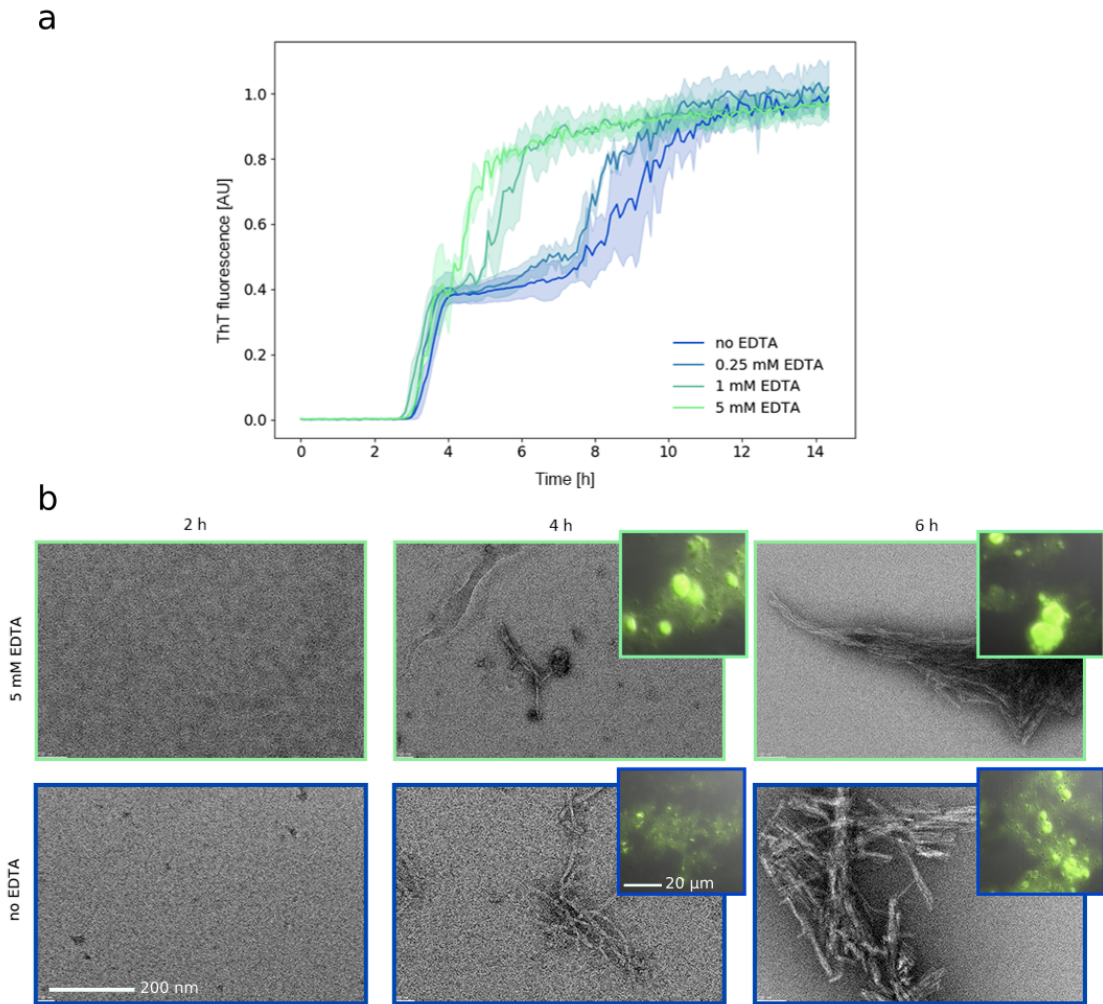 a
ThT fluorescence [AU]
1.0
0.8
0.6
0.4
0.2
0.0
no EDTA
0.25 mM EDTA
1 mM EDTA
5 mM EDTA
0 2 4 6 8 10 12 14
Time [h]
b
2 h 4 h 6 h
5 mM EDTA
no EDTA
20 μm
200 nm